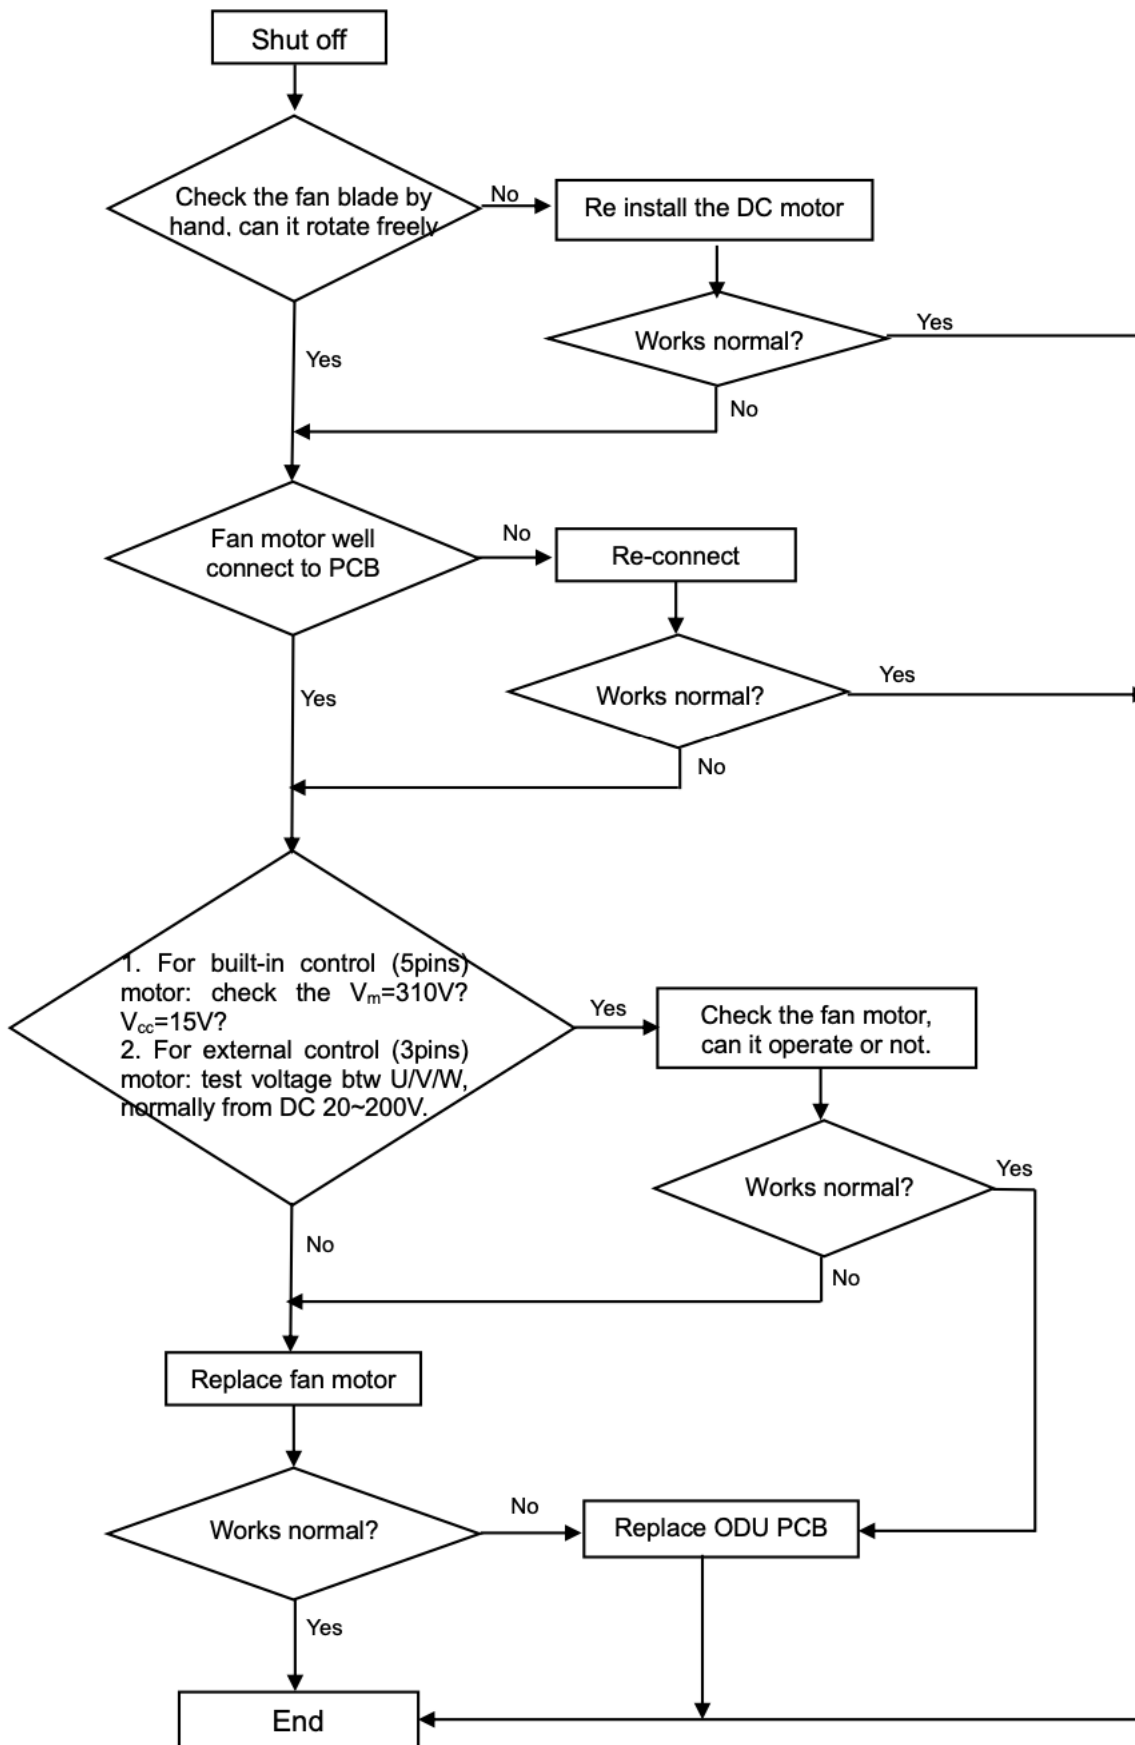 Shut off
Check the fan blade by
hand, can it rotate freely
No
Re install the DC motor
Works normal?
Yes
Yes
No
Fan motor well
connect to PCB
No
Re-connect
Works normal?
Yes
Yes
No
1. For built-in control (5pins)
motor: check the Vm=310V?
Vcc=15V?
2. For external control (3pins)
motor: test voltage btw U/V/W,
normally from DC 20~200V.
Yes
Check the fan motor,
can it operate or not.
Works normal?
Yes
No
No
Replace fan motor
Works normal?
No
Replace ODU PCB
Yes
End